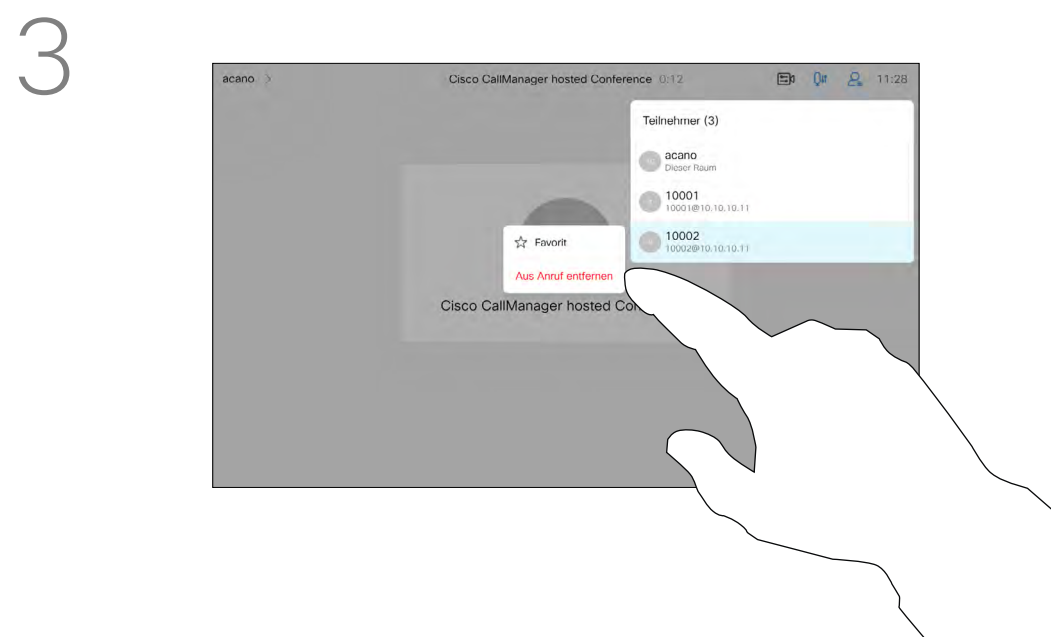 3
acano
Cisco CallManager hosted Conference 0:12
11:28
Teilnehmer (3)
acano
Dieser Raum
10001
10001@10.10.10.11
10002
10002@10.10.10.11
Favorit
Aus Anruf entfernen
Cisco CallManager hosted